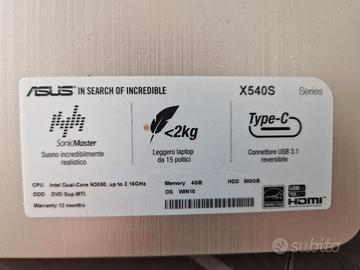 ASUS IN SEARCH OF INCREDIBLE
X540S Series
SonicMaster
Suono incredibilmente
realistico
<2kg
Leggero laptop
da 15 pollici
Type-C
Connettore USB 3.1
reversibile
CPU Intel Dual-Core N3050, up to 2.16GHz
Memory 4GB
HDD 500GB
ODD DVD Sup.MTI.
OS WIN10
Warranty 12 months
HDMI
subito